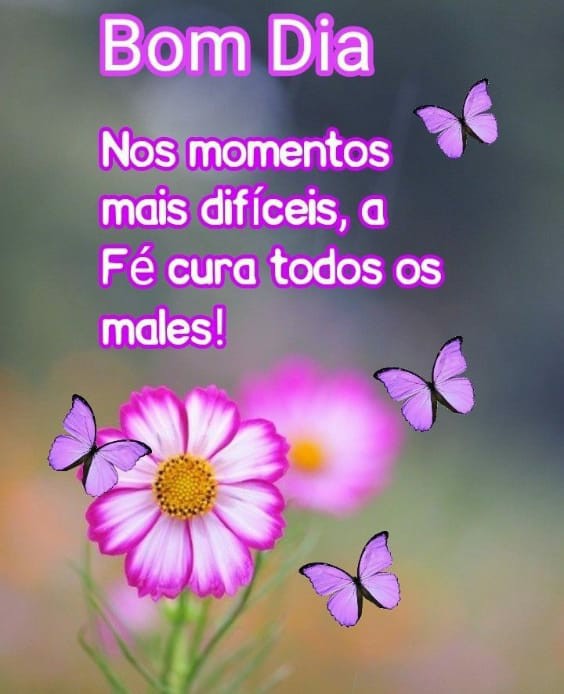 Bom Dia
Nos momentos
mais difíceis, a
Fé cura todos os
males!